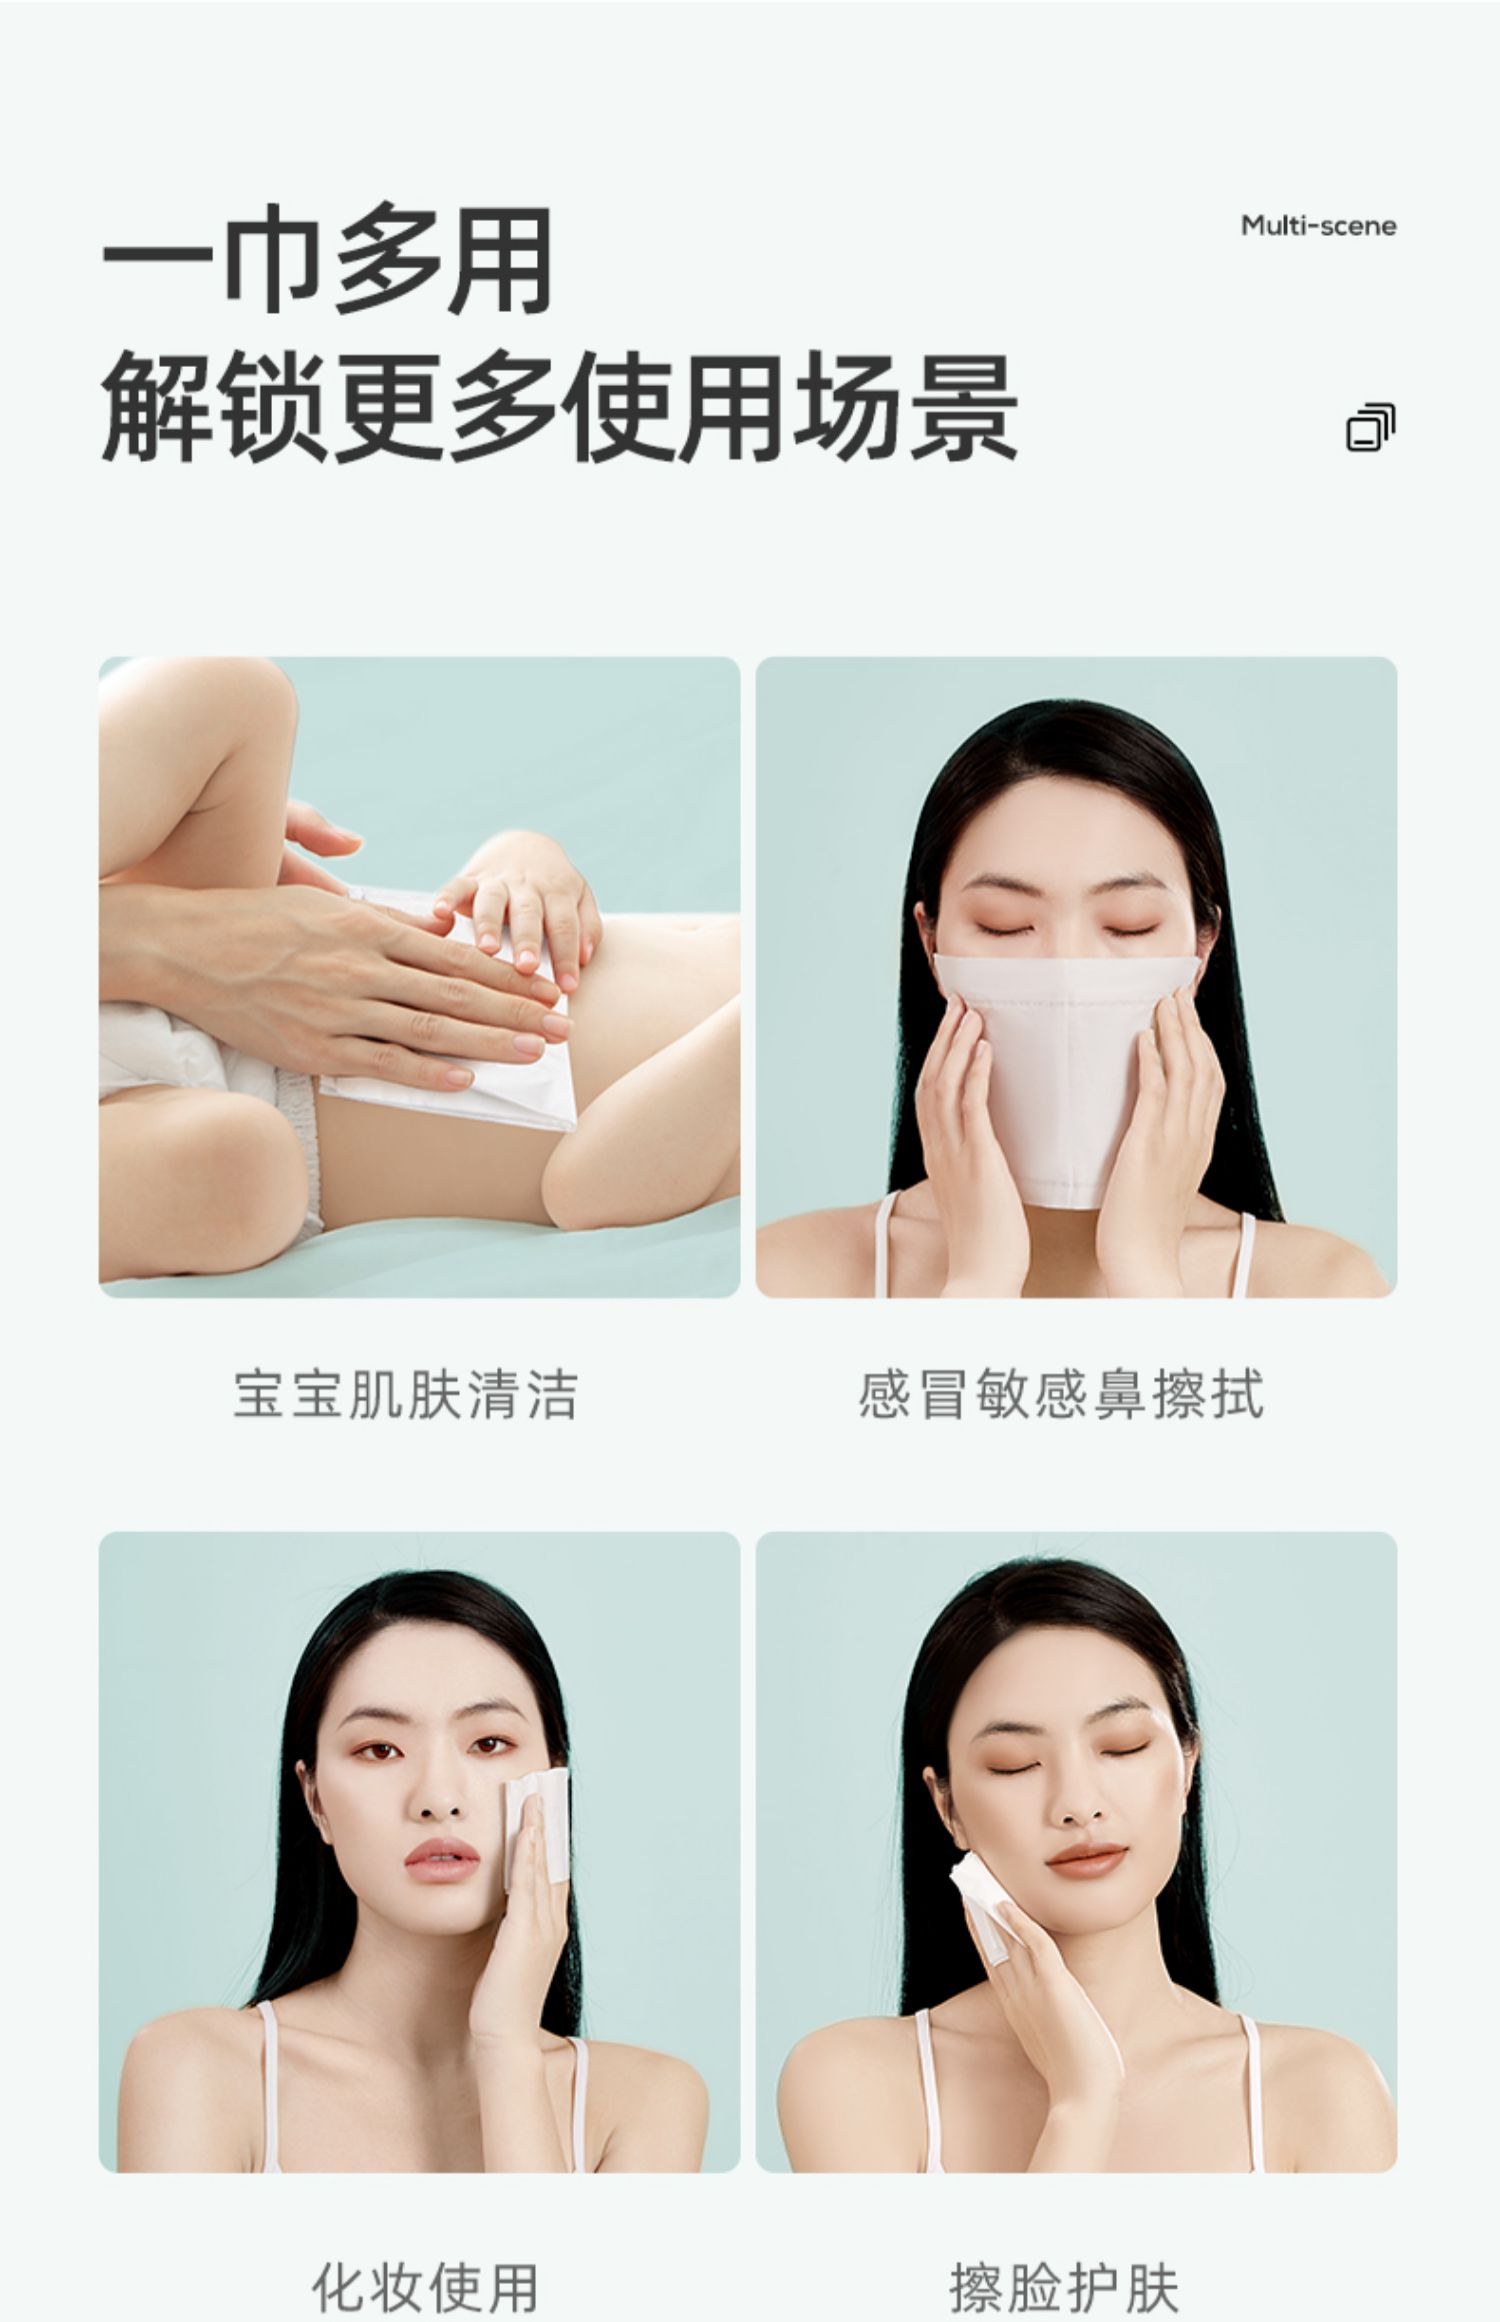 一巾多用
Multi-scene
解锁更多使用场景
宝宝肌肤清洁
感冒敏感鼻擦拭
化妆使用
擦脸护肤